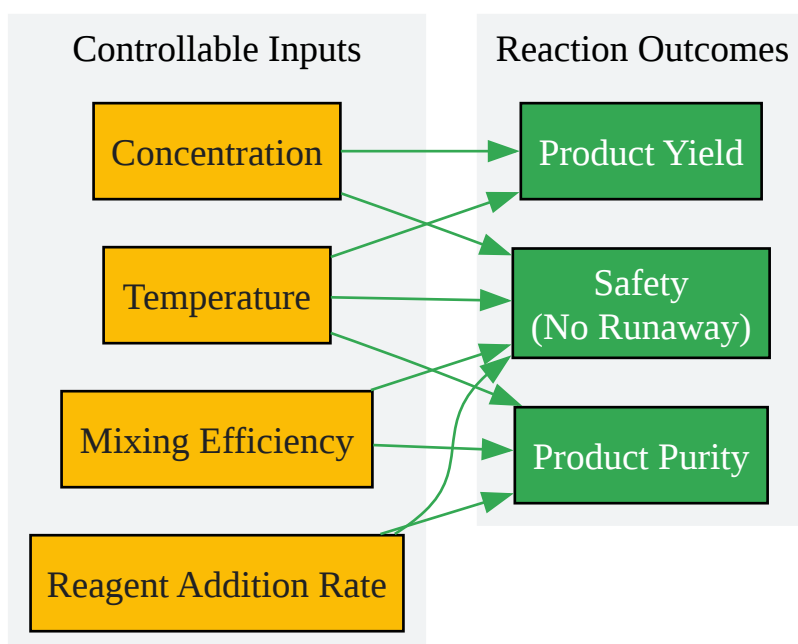 Controllable Inputs
Concentration
Temperature
Mixing Efficiency
Reagent Addition Rate
Reaction Outcomes
Product Yield
Safety
(No Runaway)
Product Purity